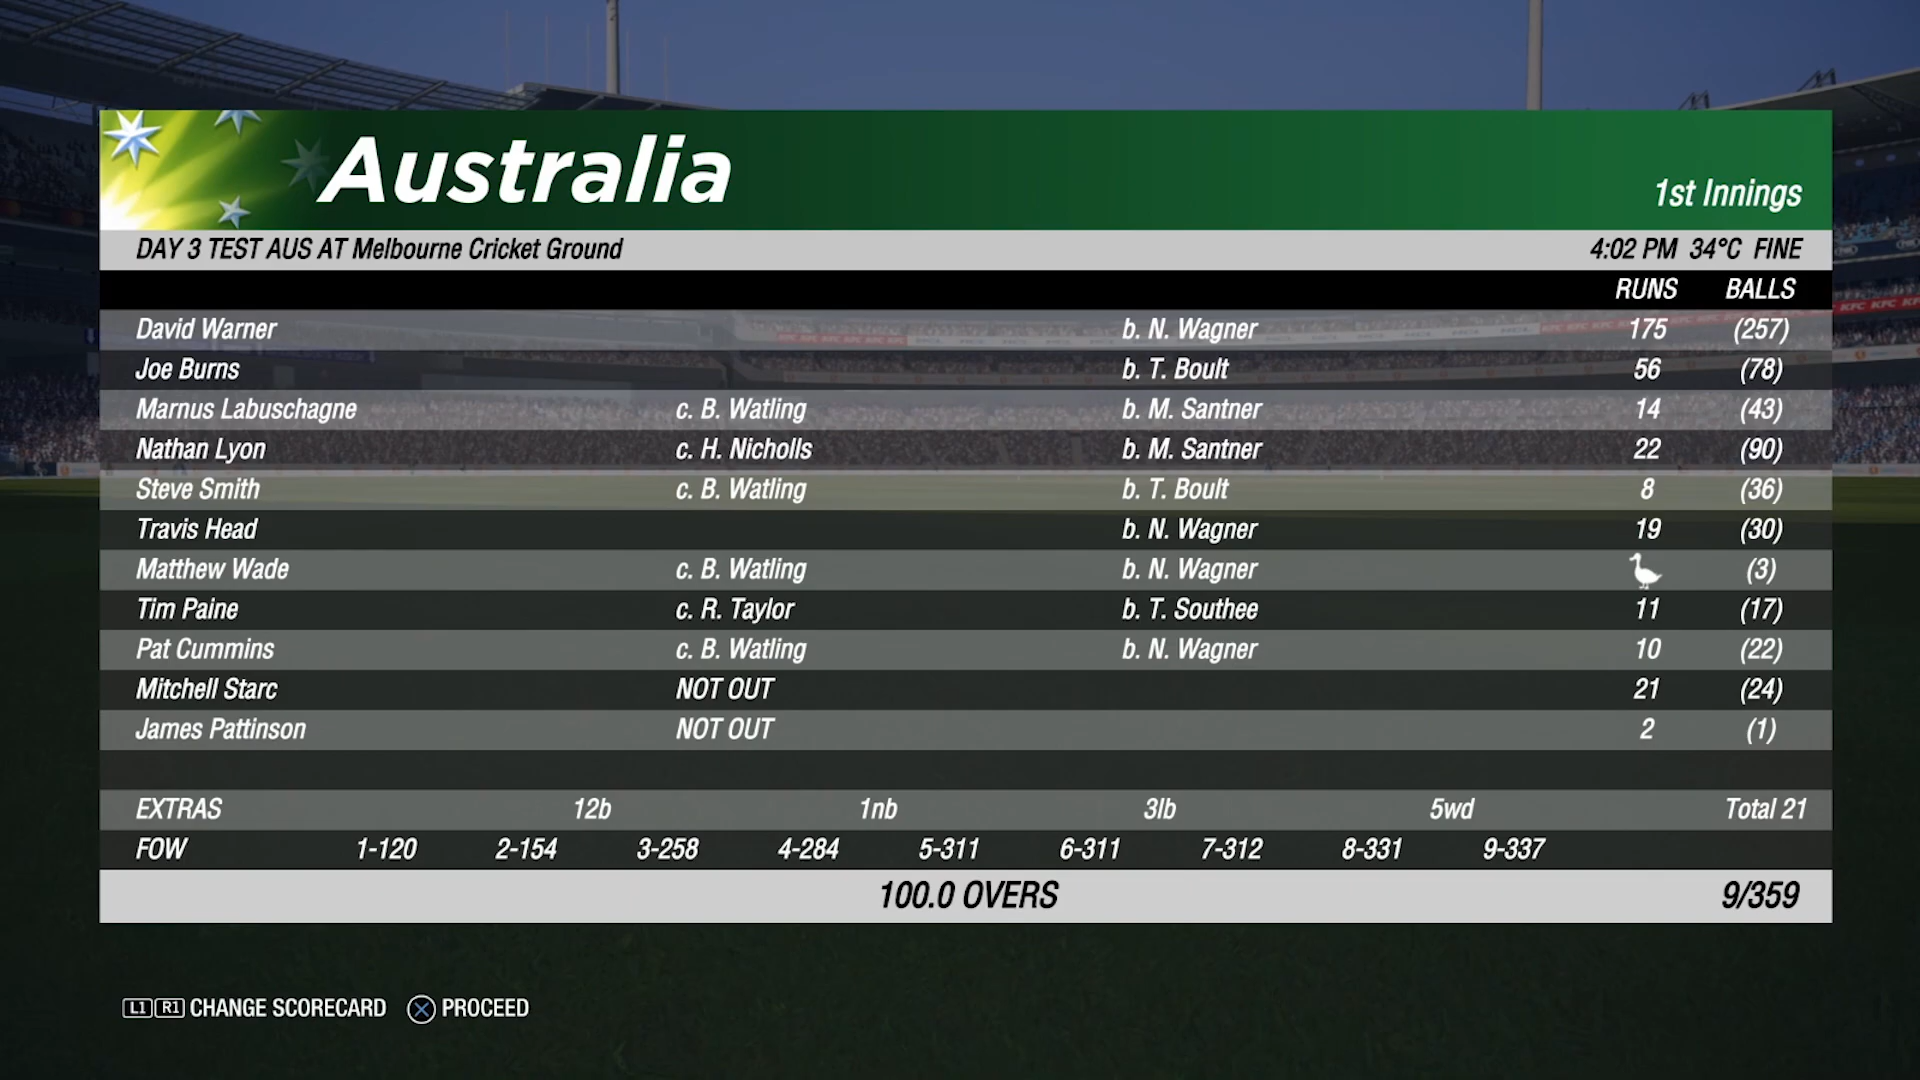 Australia
1st Innings
DAY 3 TEST AUS AT Melbourne Cricket Ground 4:02 PM 34°C FINE
RUNS BALLS
David Warner b. N. Wagner 175 (257)
Joe Burns b. T. Boult 56 (78)
Marnus Labuschagne c. B. Watling b. M. Santner 14 (43)
Nathan Lyon c. H. Nicholls b. M. Santner 22 (90)
Steve Smith c. B. Watling b. T. Boult 8 (36)
Travis Head b. N. Wagner 19 (30)
Matthew Wade c. B. Watling b. N. Wagner (3)
Tim Paine c. R. Taylor b. T. Southee 11 (17)
Pat Cummins c. B. Watling b. N. Wagner 10 (22)
Mitchell Starc NOT OUT 21 (24)
James Pattinson NOT OUT 2 (1)
EXTRAS 12b 1nb 3lb 5wd Total 21
FOW 1-120 2-154 3-258 4-284 5-311 6-311 7-312 8-331 9-337
100.0 OVERS 9/359
L1 R1 CHANGE SCORECARD PROCEED